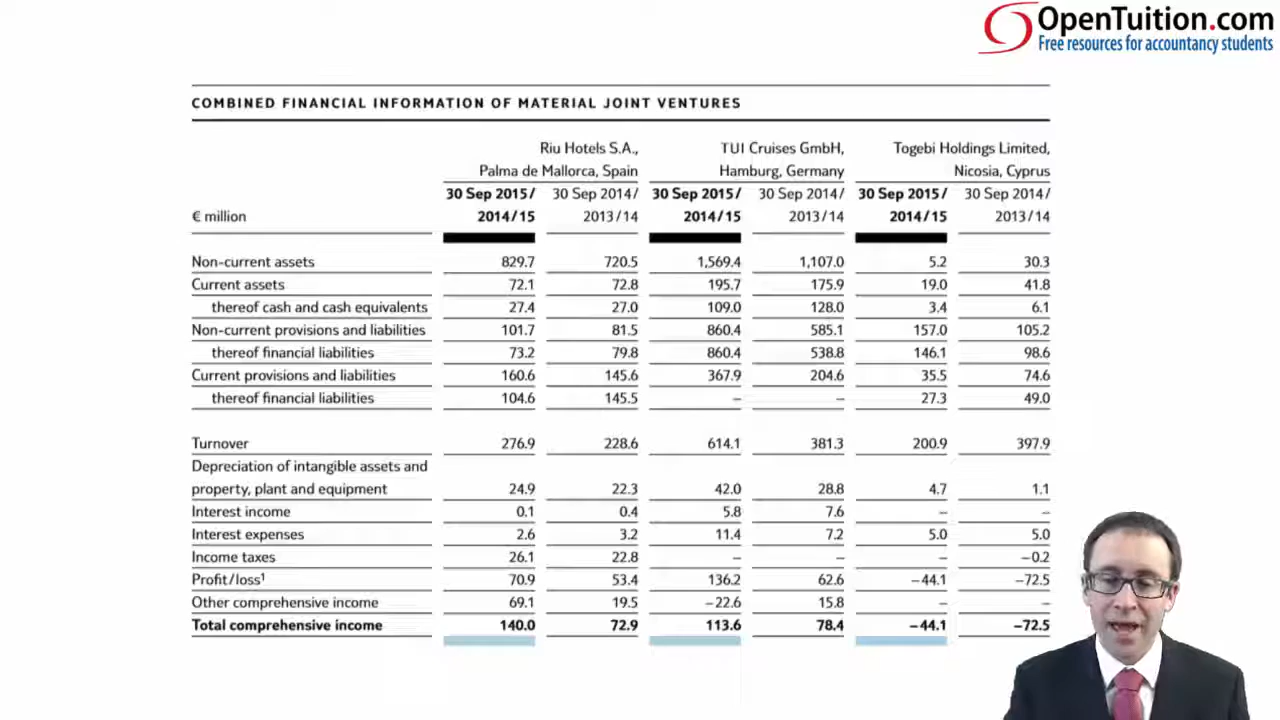 OpenTuition.com
Free resources for accountancy students
COMBINED FINANCIAL INFORMATION OF MATERIAL JOINT VENTURES
Riu Hotels S.A., TUI Cruises GmbH, Togebi Holdings Limited,
Palma de Mallorca, Spain Hamburg, Germany Nicosia, Cyprus
30 Sep 2015/ 30 Sep 2014/ 30 Sep 2015/ 30 Sep 2014/ 30 Sep 2015/ 30 Sep 2014/
€ million 2014/15 2013/14 2014/15 2013/14 2014/15 2013/14
Non-current assets 829.7 720.5 1,569.4 1,107.0 5.2 30.3
Current assets 72.1 72.8 195.7 175.9 19.0 41.8
thereof cash and cash equivalents 27.4 27.0 109.0 128.0 3.4 6.1
Non-current provisions and liabilities 101.7 81.5 860.4 585.1 157.0 105.2
thereof financial liabilities 73.2 79.8 860.4 538.8 146.1 98.6
Current provisions and liabilities 160.6 145.6 367.9 204.6 35.5 74.6
thereof financial liabilities 104.6 145.5 – – 27.3 49.0
Turnover 276.9 228.6 614.1 381.3 200.9 397.9
Depreciation of intangible assets and
property, plant and equipment 24.9 22.3 42.0 28.8 4.7 1.1
Interest income 0.1 0.4 5.8 7.6 – –
Interest expenses 2.6 3.2 11.4 7.2 5.0 5.0
Income taxes 26.1 22.8 – – – –0.2
Profit/loss¹ 70.9 53.4 136.2 62.6 –44.1 –72.5
Other comprehensive income 69.1 19.5 –22.6 15.8 – –
Total comprehensive income 140.0 72.9 113.6 78.4 –44.1 –72.5